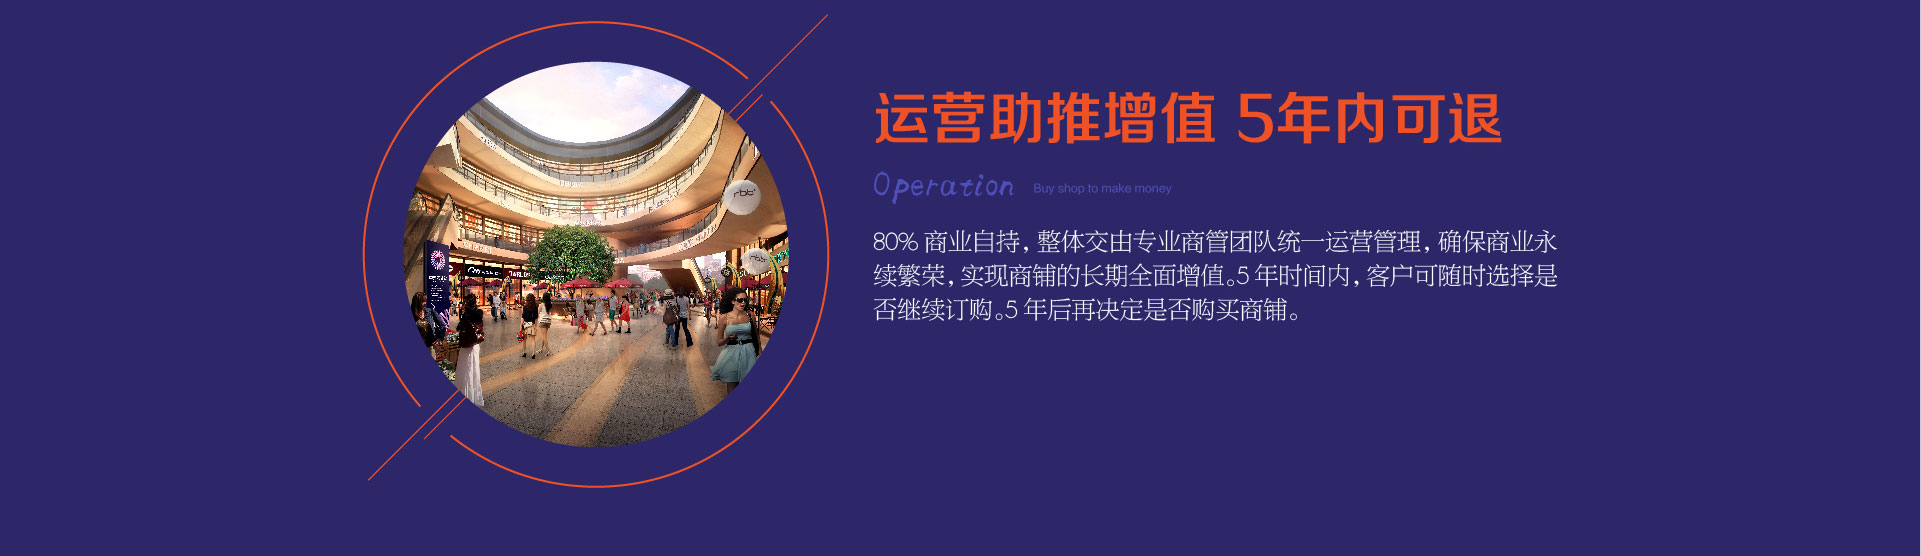 运营助推增值 5年内可退
Operation Buy shop to make money
80% 商业自持，整体交由专业商管团队统一运营管理，确保商业永
续繁荣，实现商铺的长期全面增值。5 年时间内，客户可随时选择是
否继续订购。5 年后再决定是否购买商铺。
rbb
rbb